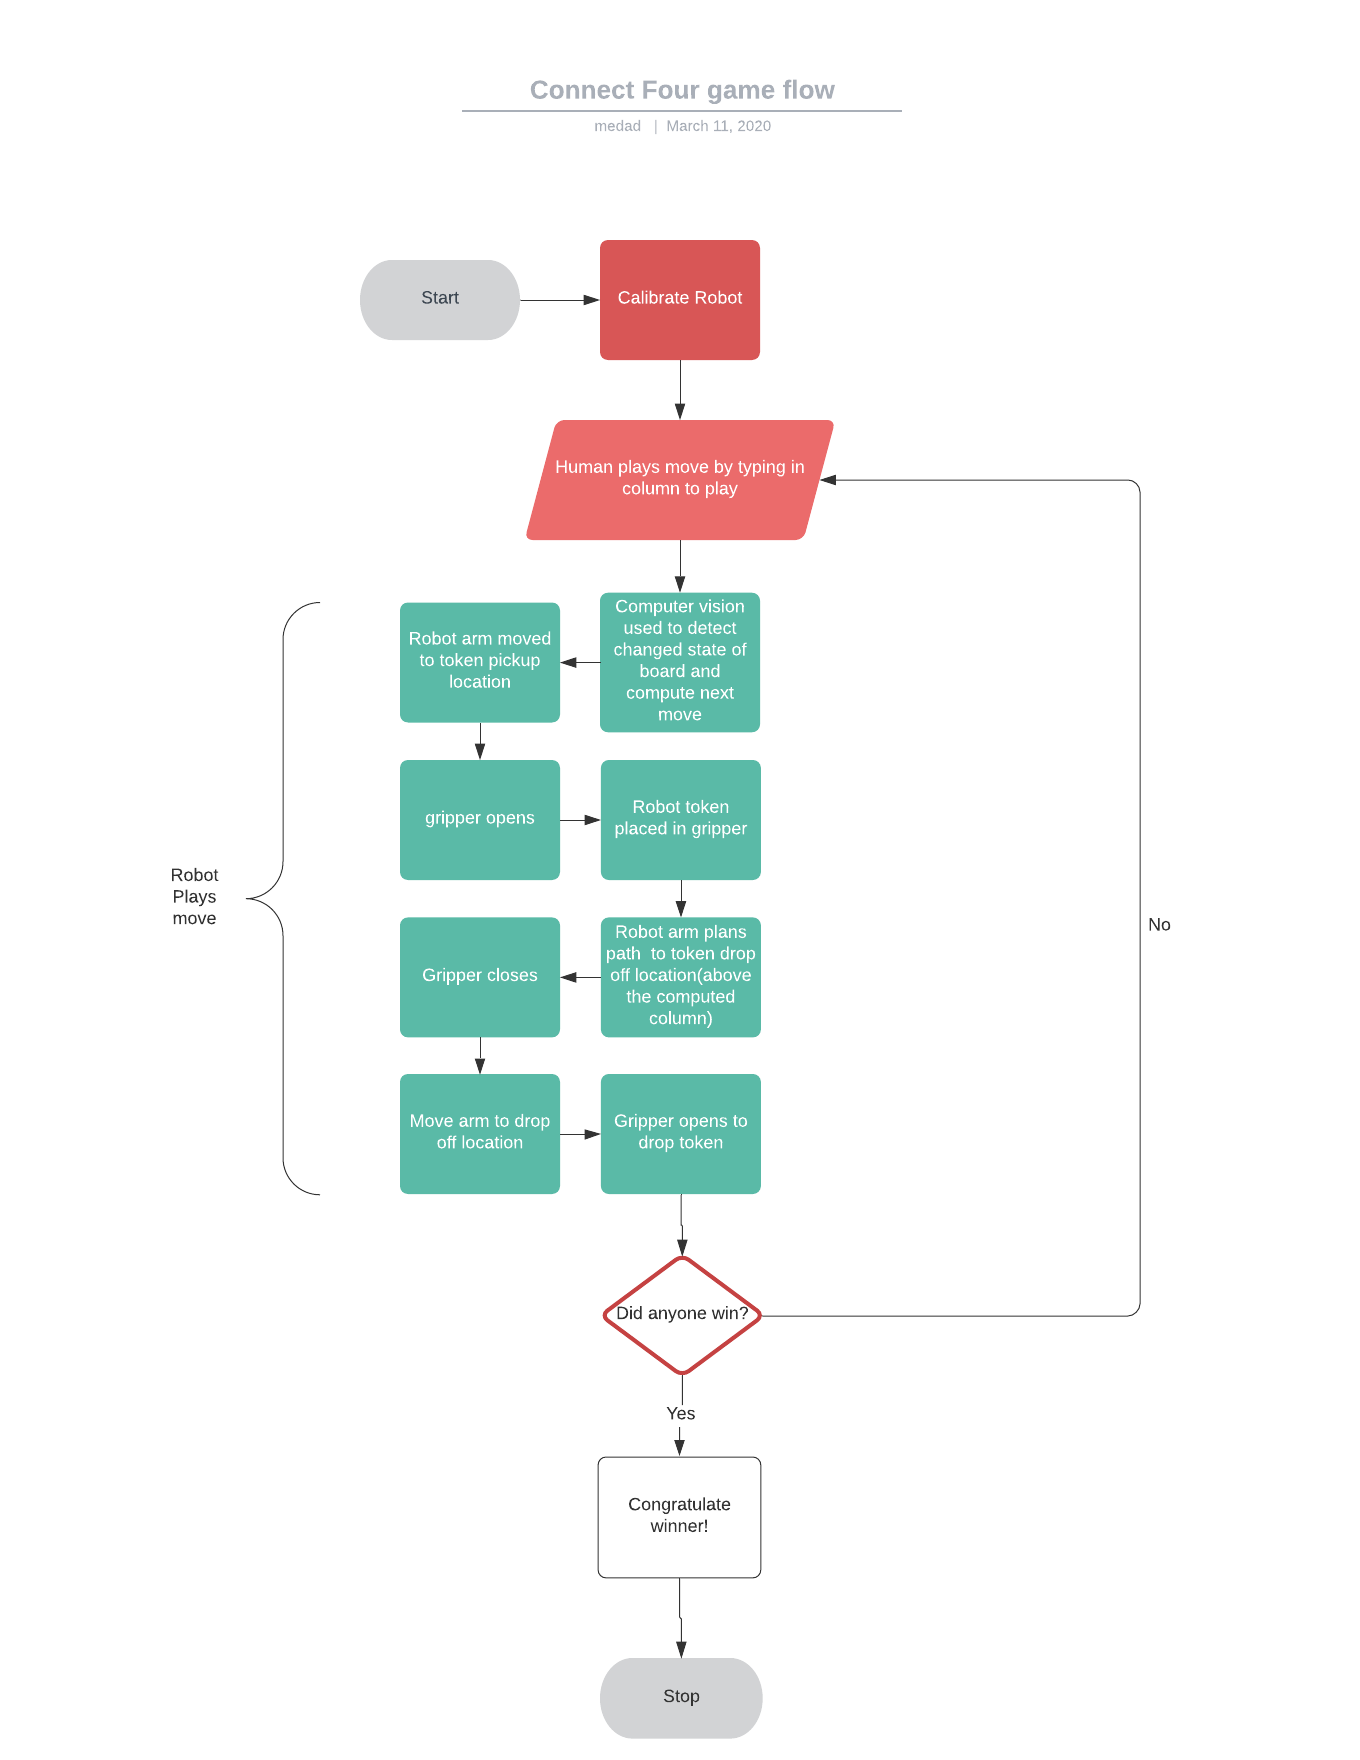 Connect Four game flow
medad | March 11, 2020
Start
Calibrate Robot
Human plays move by typing in
column to play
Computer vision
used to detect
changed state of
board and
compute next
move
Robot arm moved
to token pickup
location
gripper opens
Robot token
placed in gripper
Robot arm plans
path  to token drop
off location(above
the computed
column)
Gripper closes
Move arm to drop
off location
Gripper opens to
drop token
Robot
Plays
move
Did anyone win?
No
Yes
Congratulate
winner!
Stop